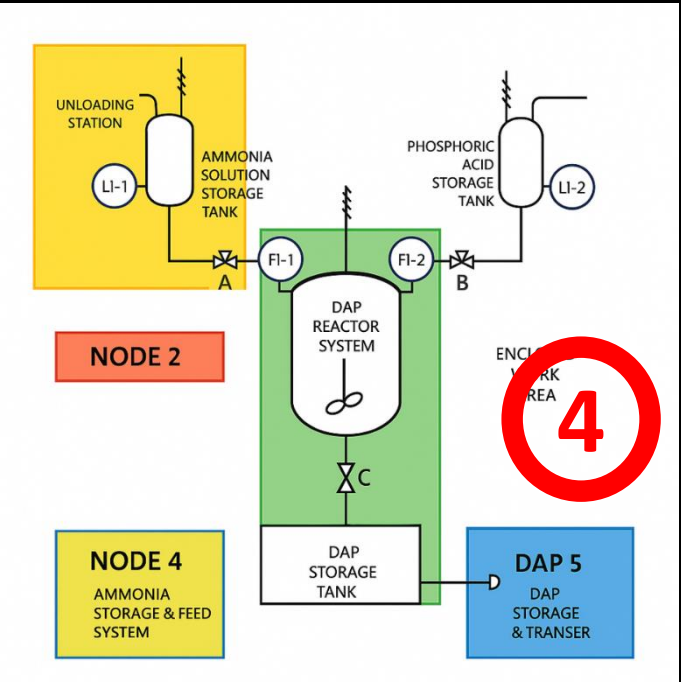 UNLOADING
STATION
LI-1
AMMONIA
SOLUTION
STORAGE
TANK
PHOSPHORIC
ACID
STORAGE
TANK
LI-2
A
FI-1
FI-2
B
DAP
REACTOR
SYSTEM
NODE 2
4
C
DAP
STORAGE
TANK
NODE 4
AMMONIA
STORAGE & FEED
SYSTEM
DAP 5
DAP
STORAGE
& TRANSER